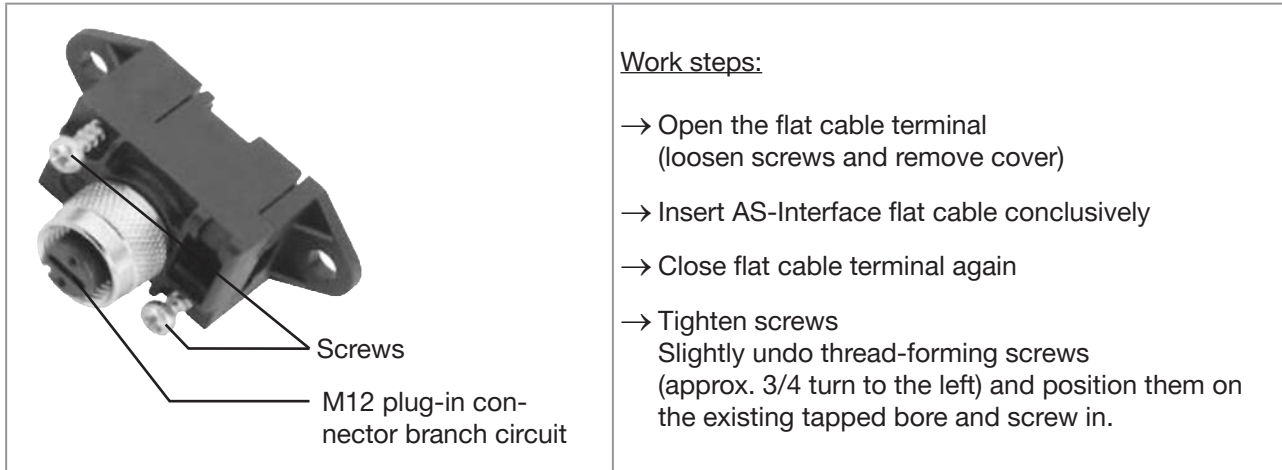 Screws
M12 plug-in con-
nector branch circuit
Work steps:
→ Open the flat cable terminal
(loosen screws and remove cover)
→ Insert AS-Interface flat cable conclusively
→ Close flat cable terminal again
→ Tighten screws
Slightly undo thread-forming screws
(approx. 3/4 turn to the left) and position them on
the existing tapped bore and screw in.